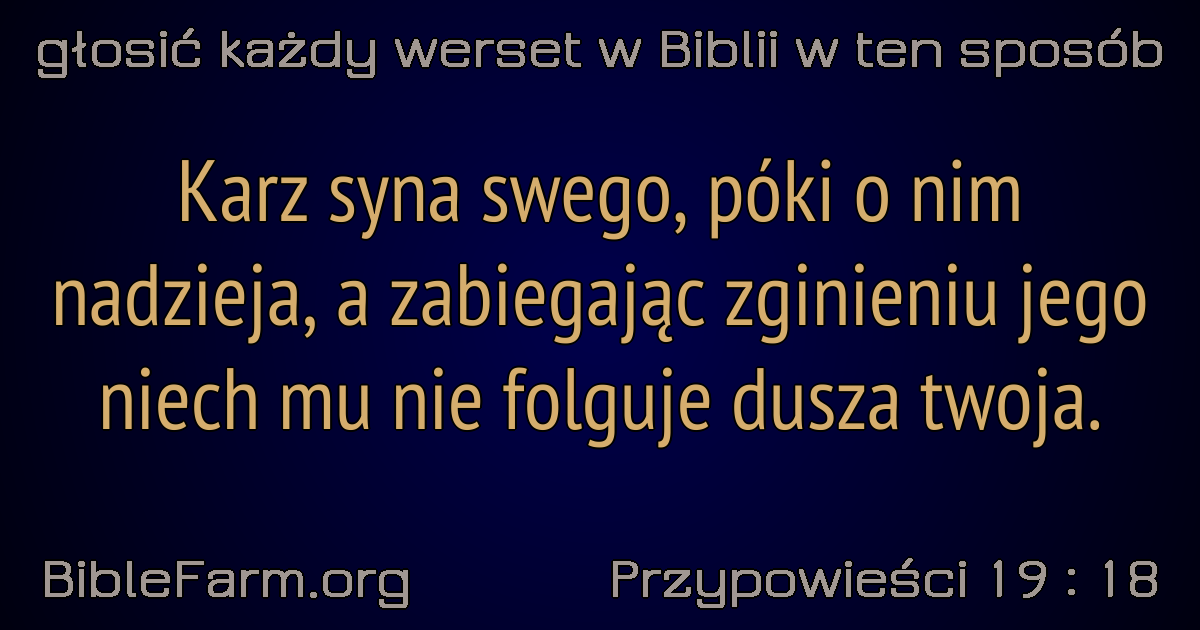 głosić każdy werset w Biblii w ten sposób
Karz syna swego, póki o nim
nadzieja, a zabiegając zginieniu jego
niech mu nie folguje dusza twoja.
BibleFarm.org
Przypowieści 19 : 18